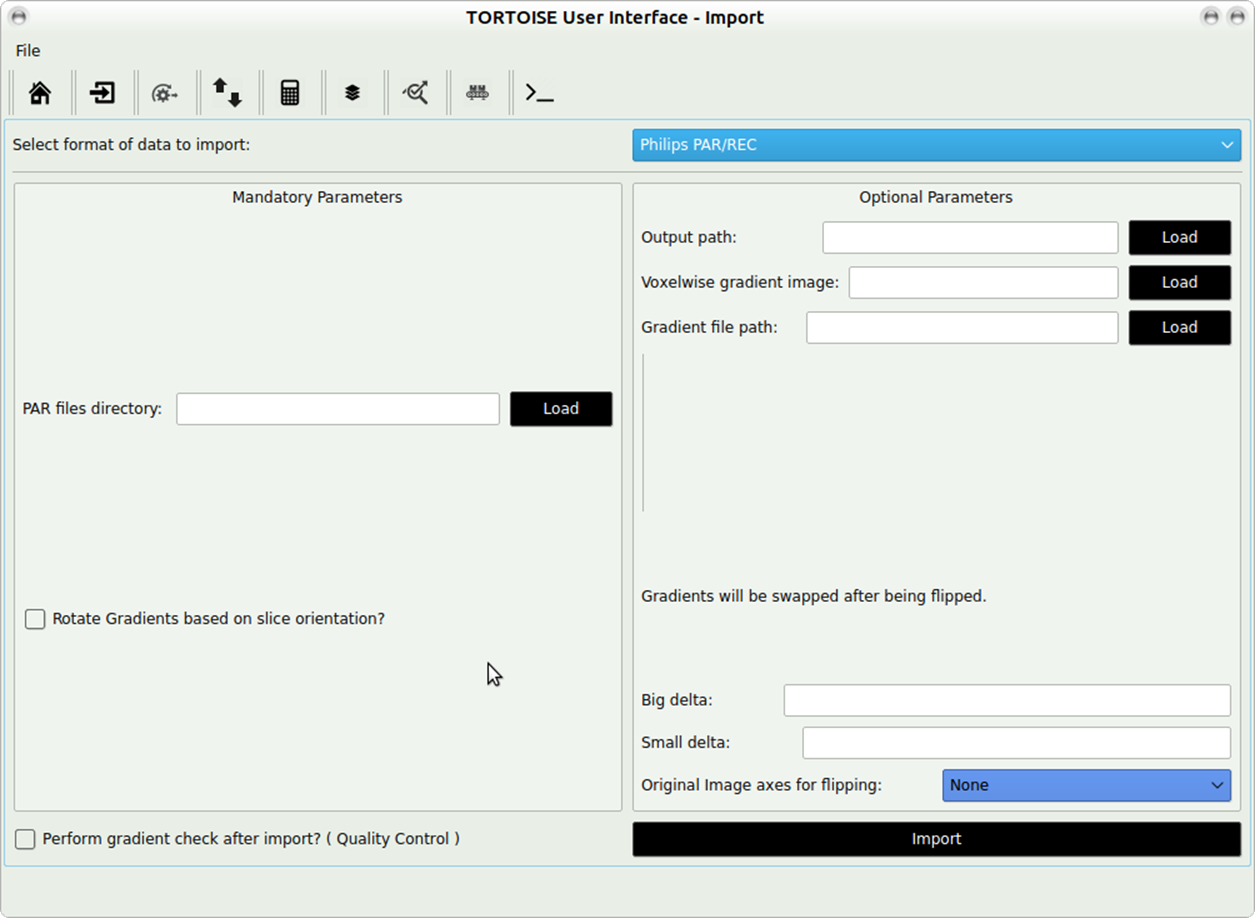 TORTOISE User Interface - Import
File
Select format of data to import:
Philips PAR/REC
Mandatory Parameters
PAR files directory:
Load
Rotate Gradients based on slice orientation?
Optional Parameters
Output path:
Load
Voxelwise gradient image:
Load
Gradient file path:
Load
Gradients will be swapped after being flipped.
Big delta:
Small delta:
Original Image axes for flipping:
None
Perform gradient check after import? ( Quality Control )
Import